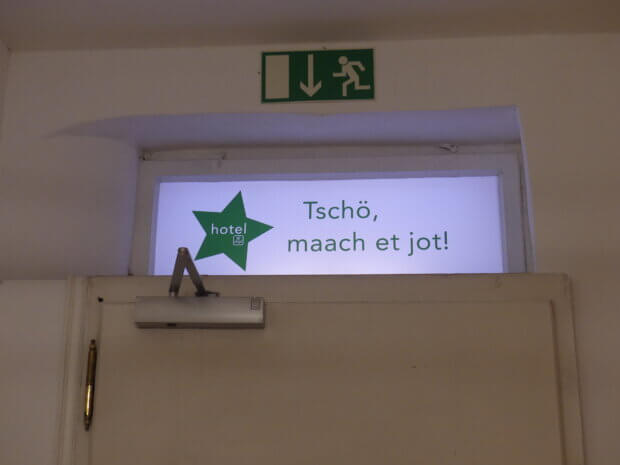 hotel
Tschö,
maach et jot!